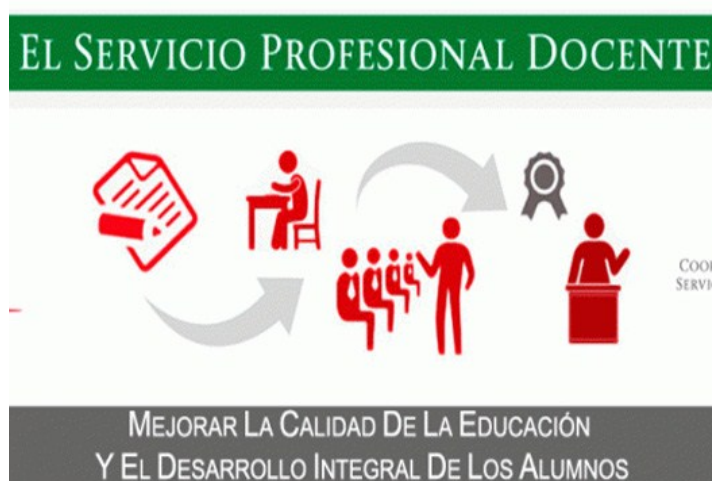 EL SERVICIO PROFESIONAL DOCENTE
MEJORAR LA CALIDAD DE LA EDUCACIÓN
Y EL DESARROLLO INTEGRAL DE LOS ALUMNOS